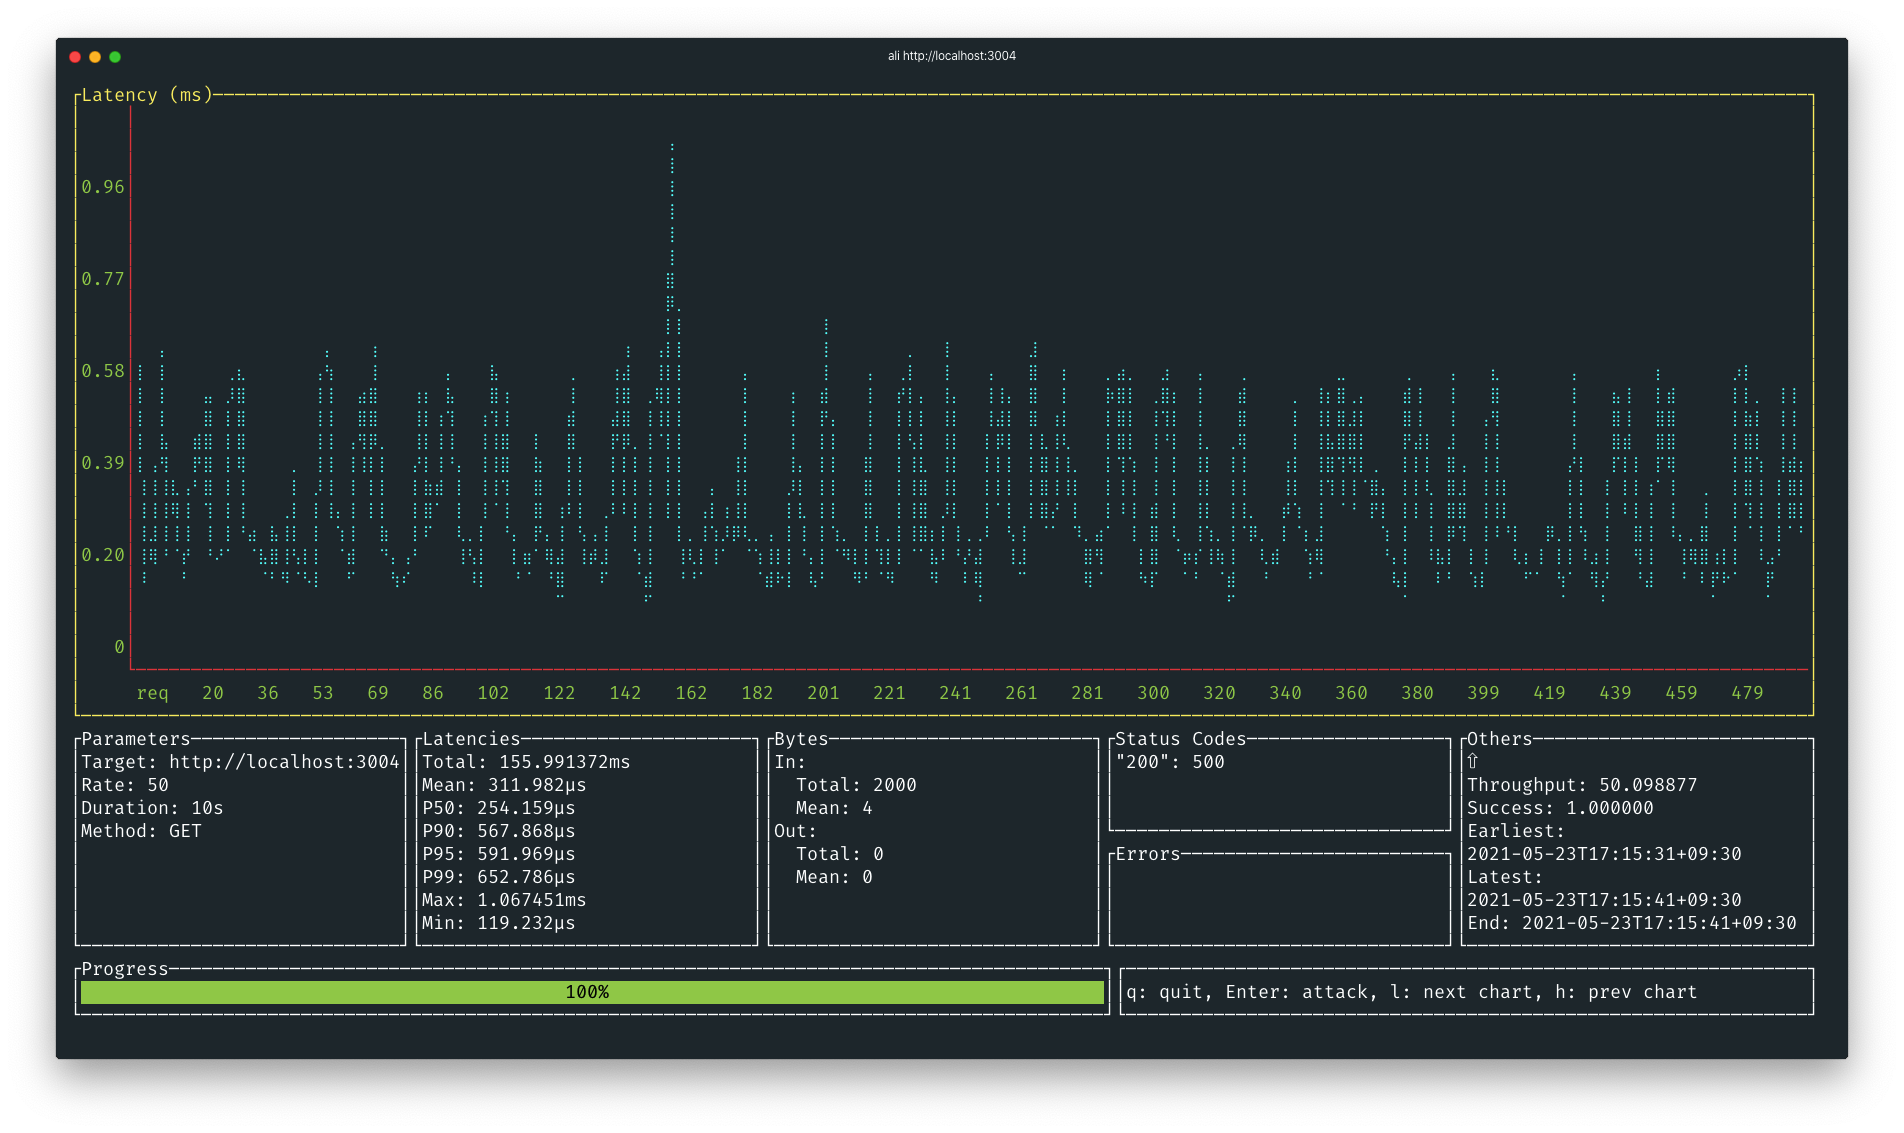 ali http://localhost:3004
Latency (ms)
0.96
0.77
0.58
0.39
0.20
0
req 20 36 53 69 86 102 122 142 162 182 201 221 241 261 281 300 320 340 360 380 399 419 439 459 479
Parameters
Target: http://localhost:3004
Rate: 50
Duration: 10s
Method: GET
Latencies
Total: 155.991372ms
Mean: 311.982µs
P50: 254.159µs
P90: 567.868µs
P95: 591.969µs
P99: 652.786µs
Max: 1.067451ms
Min: 119.232µs
Bytes
In:
Total: 2000
Mean: 4
Out:
Total: 0
Mean: 0
Status Codes
"200": 500
Errors
Others
⇧
Throughput: 50.098877
Success: 1.000000
Earliest:
2021-05-23T17:15:31+09:30
Latest:
2021-05-23T17:15:41+09:30
End: 2021-05-23T17:15:41+09:30
Progress
100%
q: quit, Enter: attack, l: next chart, h: prev chart